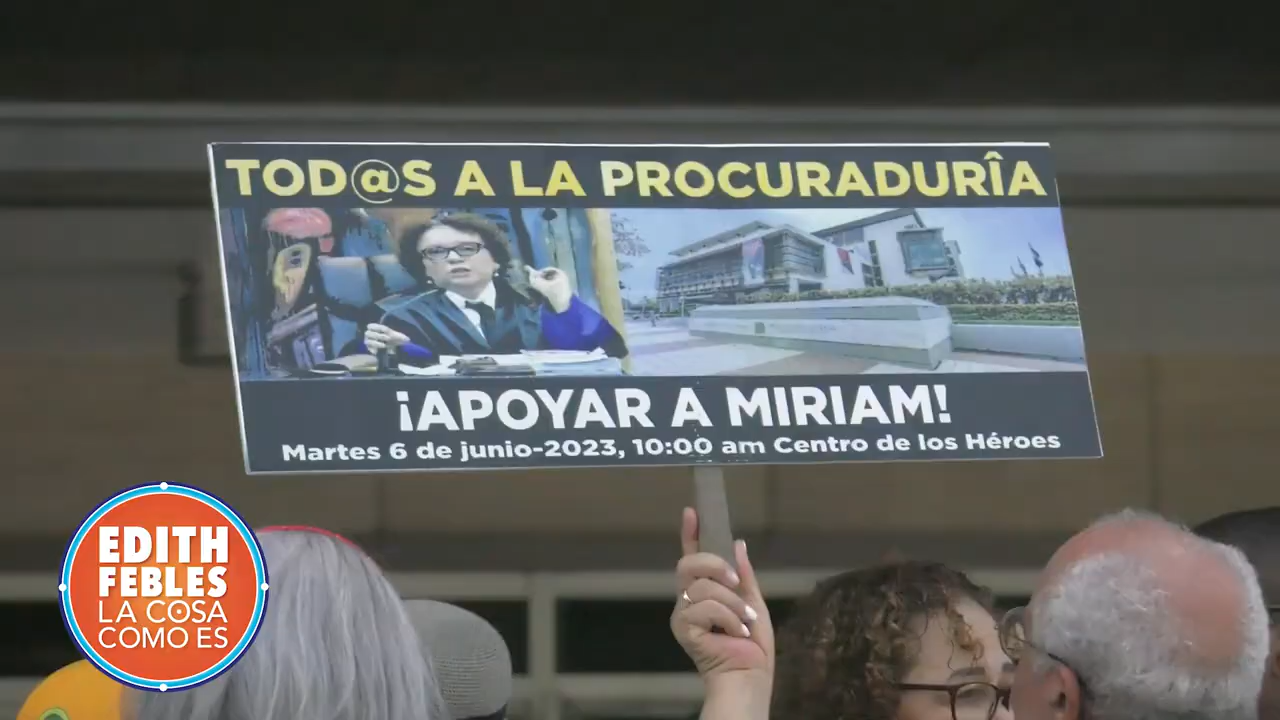 TOD@S A LA PROCURADURÎA
¡APOYAR A MIRIAM!
Martes 6 de junio-2023, 10:00 am Centro de los Héroes
EDITH
FEBLES
LA COSA
COMO ES